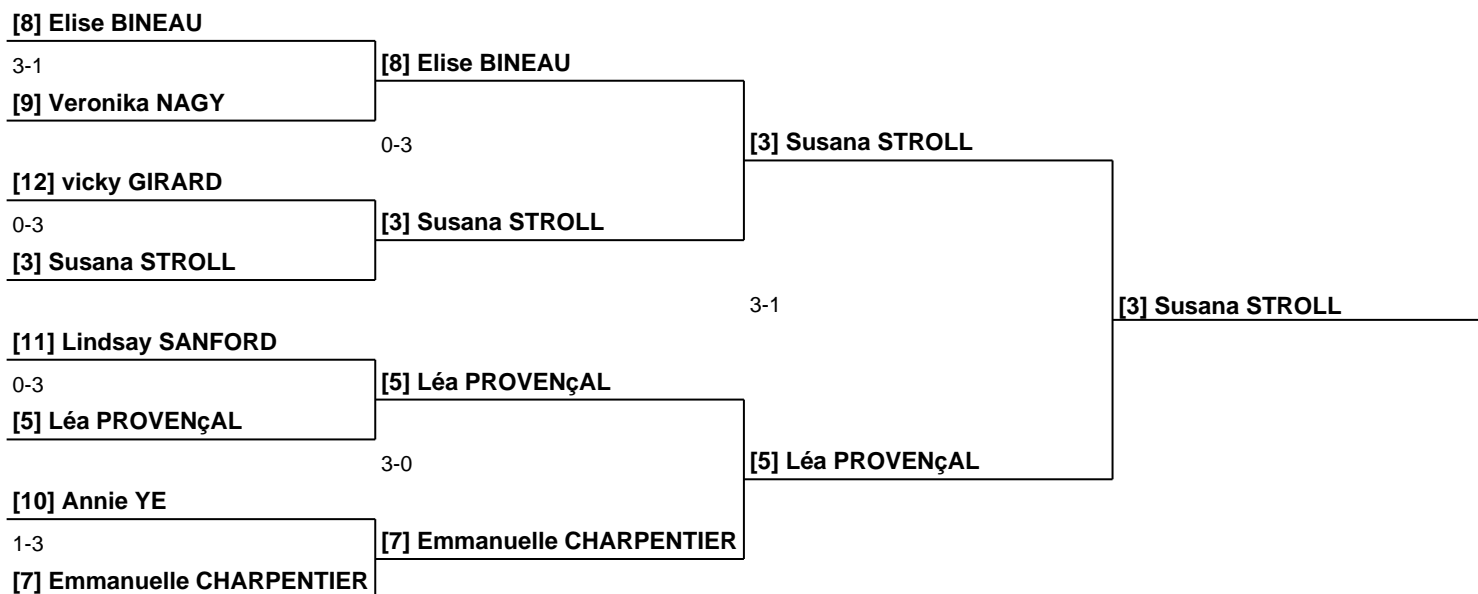 [8] Elise BINEAU
3-1
[9] Veronika NAGY
[8] Elise BINEAU
0-3
[12] vicky GIRARD
0-3
[3] Susana STROLL
[3] Susana STROLL
[3] Susana STROLL
3-1
[3] Susana STROLL
[11] Lindsay SANFORD
0-3
[5] Léa PROVENçAL
[5] Léa PROVENçAL
3-0
[5] Léa PROVENçAL
[10] Annie YE
1-3
[7] Emmanuelle CHARPENTIER
[7] Emmanuelle CHARPENTIER